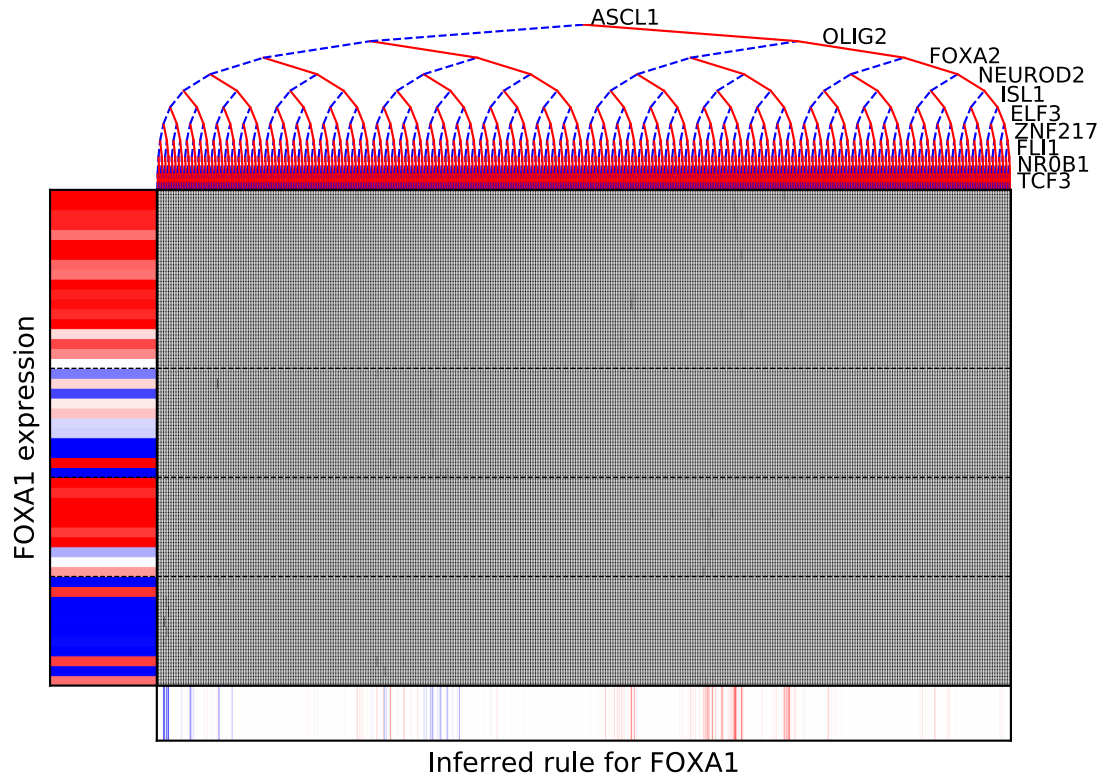 ASCL1
OLIG2
FOXA2
NEUROD2
ISL1
ELF3
ZNF217
FLI1
NR0B1
TCF3
FOXA1 expression
Inferred rule for FOXA1